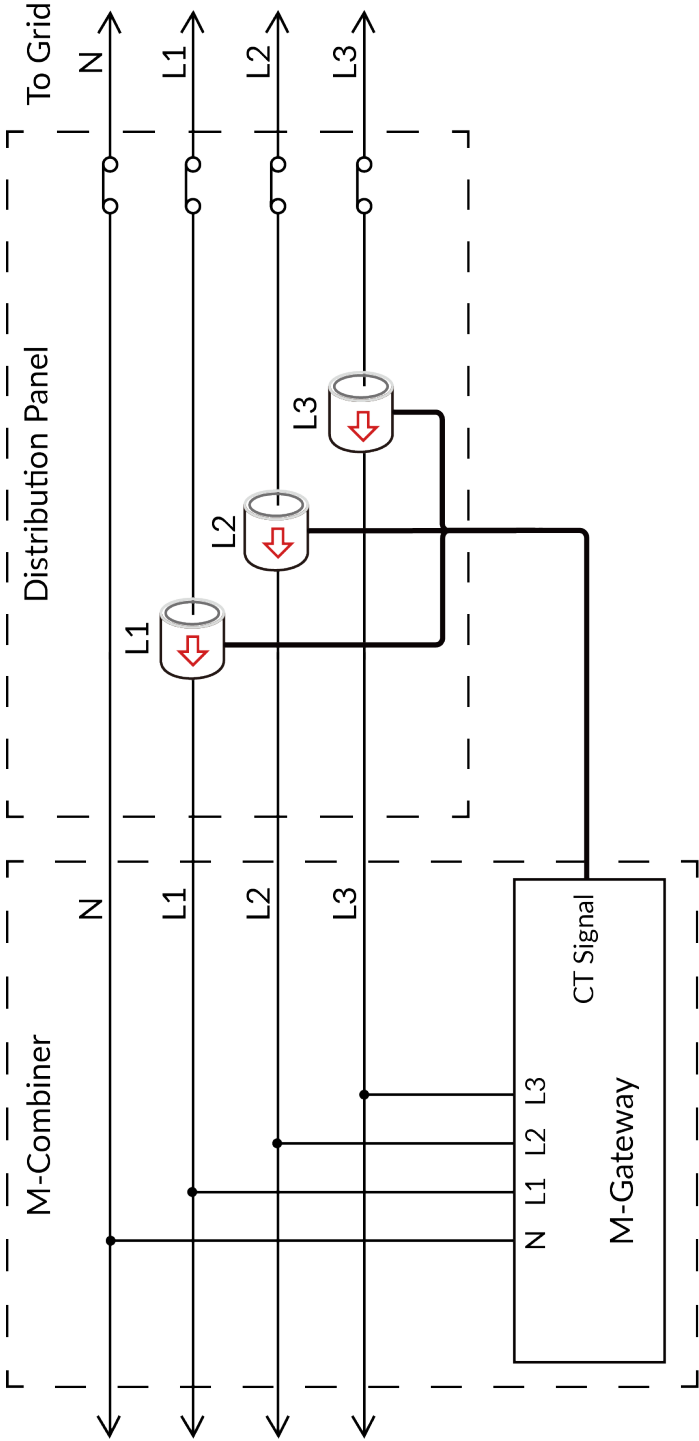 To Grid
N
L1
L2
L3
Distribution Panel
L3
L2
L1
M-Combiner
N
L1
L2
L3
CT Signal
L3
L2
L1
N
M-Gateway